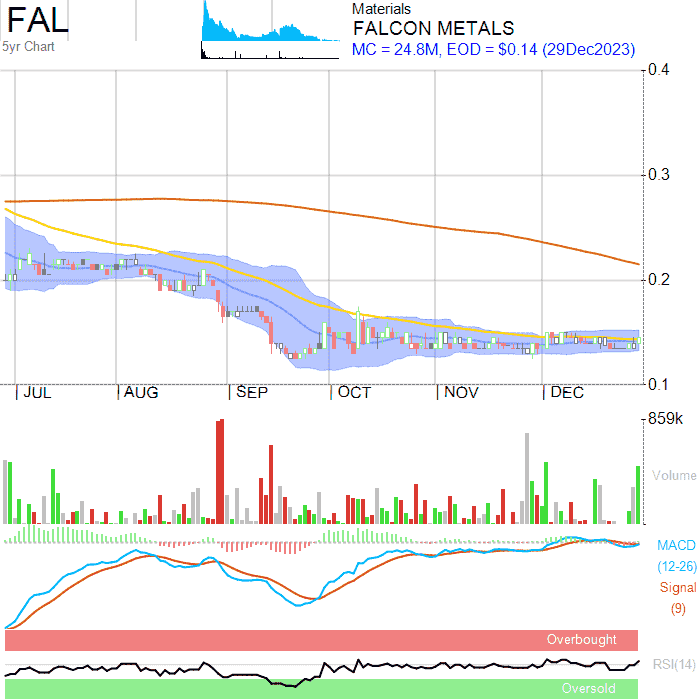 FAL
5yr Chart
Materials
FALCON METALS
MC = 24.8M, EOD = $0.14 (29Dec2023)
0.4
0.3
0.2
0.1
JUL AUG SEP OCT NOV DEC
859k
Volume
MACD
(12-26)
Signal
(9)
Overbought
RSI(14)
Oversold